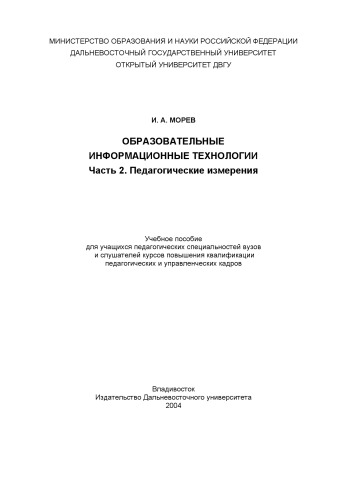 МИНИСТЕРСТВО ОБРАЗОВАНИЯ И НАУКИ РОССИЙСКОЙ ФЕДЕРАЦИИ
ДАЛЬНЕВОСТОЧНЫЙ ГОСУДАРСТВЕННЫЙ УНИВЕРСИТЕТ
ОТКРЫТЫЙ УНИВЕРСИТЕТ ДВГУ
И. А. МОРЕВ
ОБРАЗОВАТЕЛЬНЫЕ
ИНФОРМАЦИОННЫЕ ТЕХНОЛОГИИ
Часть 2. Педагогические измерения
Учебное пособие
для учащихся педагогических специальностей вузов
и слушателей курсов повышения квалификации
педагогических и управленческих кадров
Владивосток
Издательство Дальневосточного университета
2004